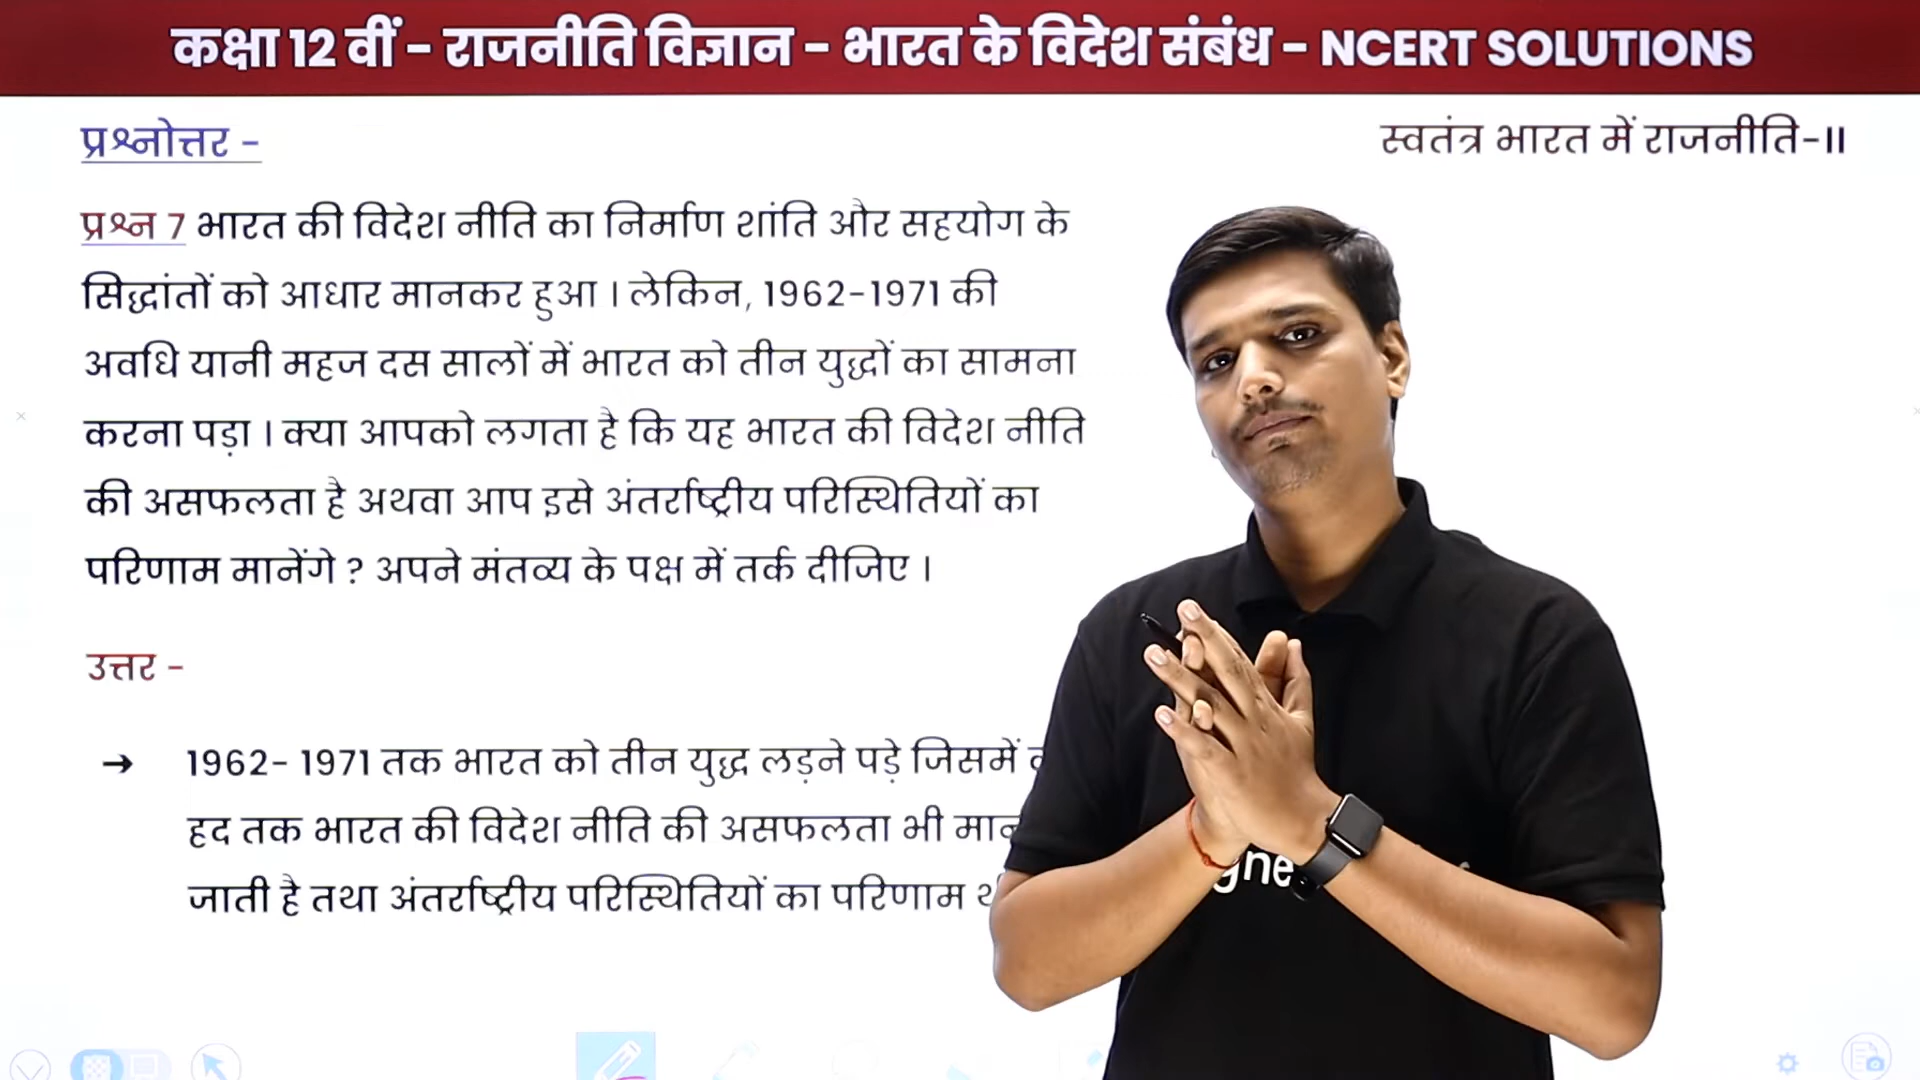 कक्षा 12 वीं - राजनीति विज्ञान - भारत के विदेश संबंध - NCERT SOLUTIONS
प्रश्नोत्तर -
स्वतंत्र भारत में राजनीति-II
प्रश्न 7 भारत की विदेश नीति का निर्माण शांति और सहयोग के
सिद्धांतों को आधार मानकर हुआ । लेकिन, 1962-1971 की
अवधि यानी महज दस सालों में भारत को तीन युद्धों का सामना
करना पड़ा । क्या आपको लगता है कि यह भारत की विदेश नीति
की असफलता है अथवा आप इसे अंतर्राष्ट्रीय परिस्थितियों का
परिणाम मानेंगे ? अपने मंतव्य के पक्ष में तर्क दीजिए ।
उत्तर -
➔ 1962- 1971 तक भारत को तीन युद्ध लड़ने पड़े जिसमें
हद तक भारत की विदेश नीति की असफलता भी
जाती है तथा अंतर्राष्ट्रीय परिस्थितियों का परिणाम